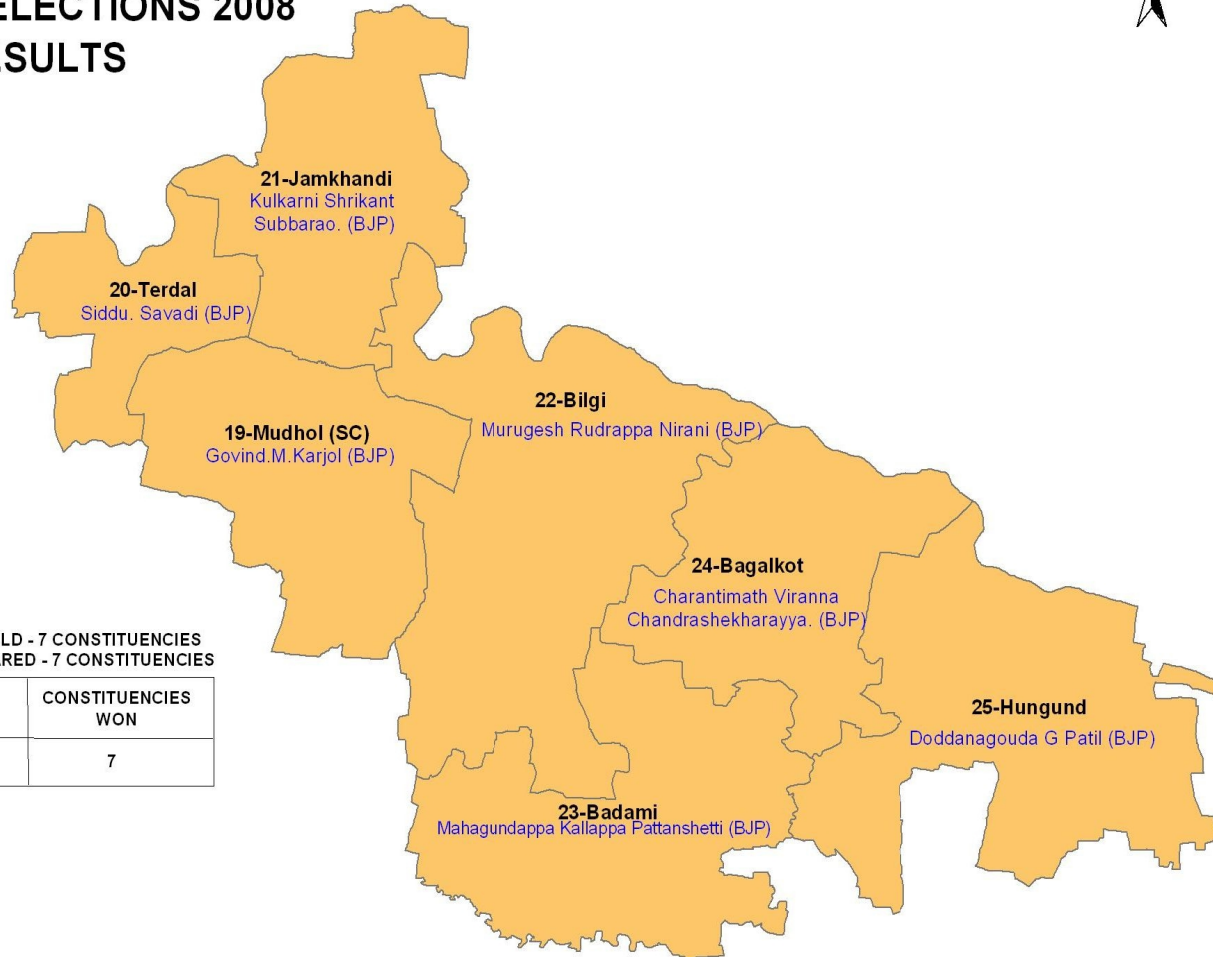 ELECTIONS 2008
ESULTS
21-Jamkhandi
Kulkarni Shrikant
Subbarao. (BJP)
20-Terdal
Siddu. Savadi (BJP)
22-Bilgi
Murugesh Rudrappa Nirani (BJP)
19-Mudhol (SC)
Govind.M.Karjol (BJP)
24-Bagalkot
Charantimath Viranna
Chandrashekharayya. (BJP)
LD - 7 CONSTITUENCIES
RED - 7 CONSTITUENCIES
CONSTITUENCIES
WON
7
25-Hungund
Doddanagouda G Patil (BJP)
23-Badami
Mahagundappa Kallappa Pattanshetti (BJP)